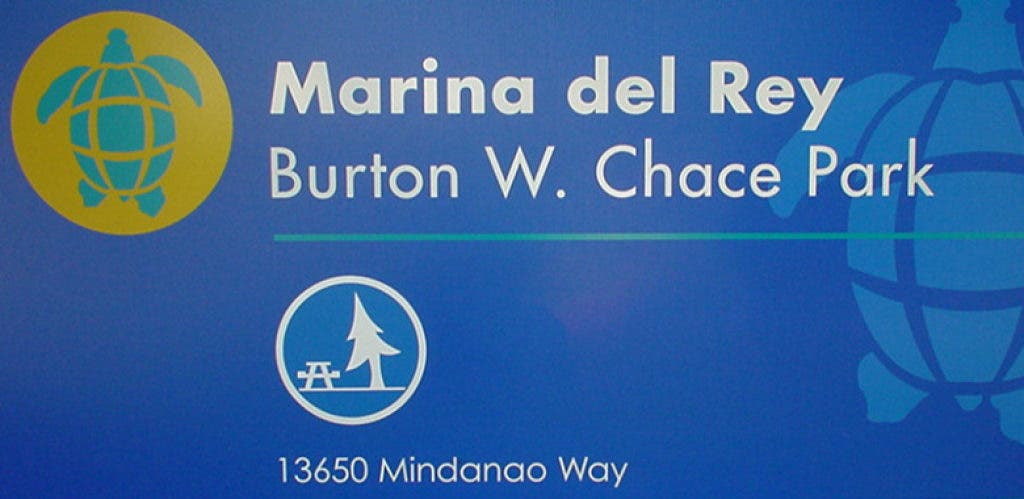 Marina del Rey
Burton W. Chace Park
13650 Mindanao Way